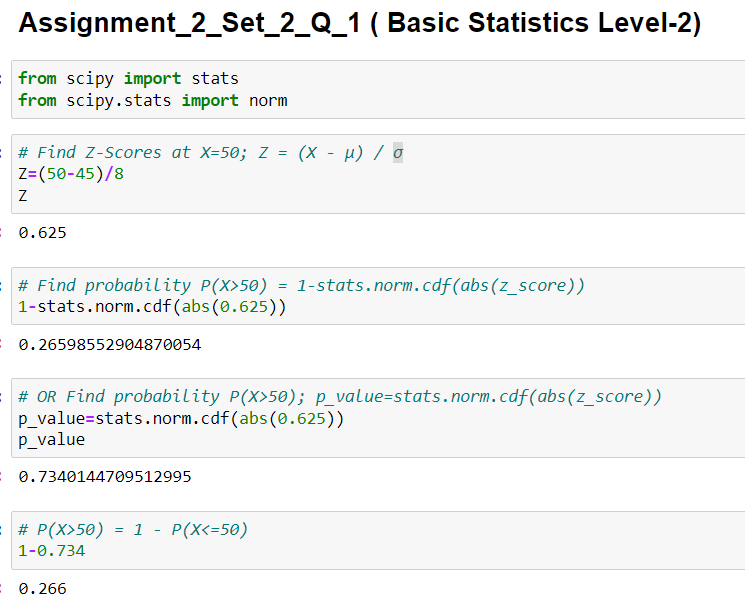 Assignment_2_Set_2_Q_1 ( Basic Statistics Level-2)
from scipy import stats
from scipy.stats import norm
# Find Z-Scores at X=50; Z = (X - μ) / σ
Z=(50-45)/8
Z
0.625
# Find probability P(X>50) = 1-stats.norm.cdf(abs(z_score))
1-stats.norm.cdf(abs(0.625))
0.26598552904870054
# OR Find probability P(X>50); p_value=stats.norm.cdf(abs(z_score))
p_value=stats.norm.cdf(abs(0.625))
p_value
0.7340144709512995
# P(X>50) = 1 - P(X<=50)
1-0.734
0.266